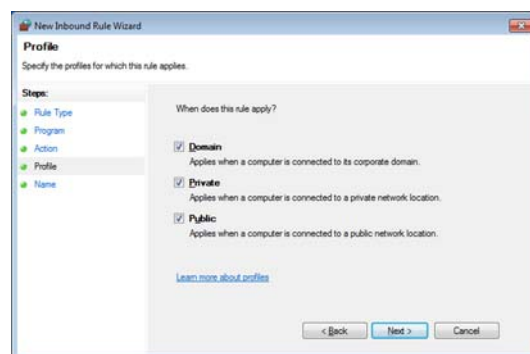 New Inbound Rule Wizard
Profile
Specify the profiles for which this rule applies.
Steps:
Rule Type
Program
Action
Profile
Name
When does this rule apply?
Domain
Applies when a computer is connected to its corporate domain.
Private
Applies when a computer is connected to a private network location.
Public
Applies when a computer is connected to a public network location.
Learn more about profiles
< Back
Next >
Cancel